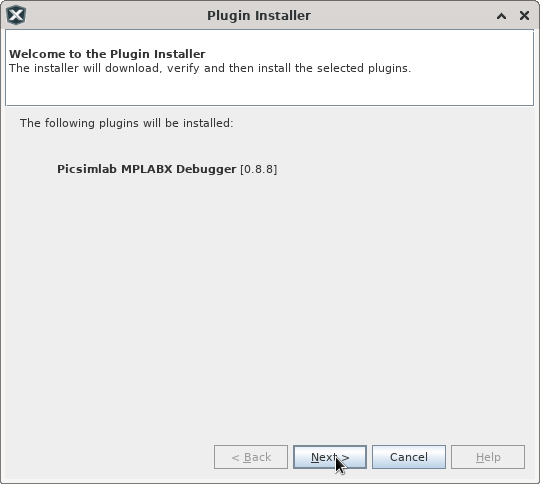 Plugin Installer
Welcome to the Plugin Installer
The installer will download, verify and then install the selected plugins.
The following plugins will be installed:
Picsimlab MPLABX Debugger [0.8.8]
< Back Next > Cancel Help